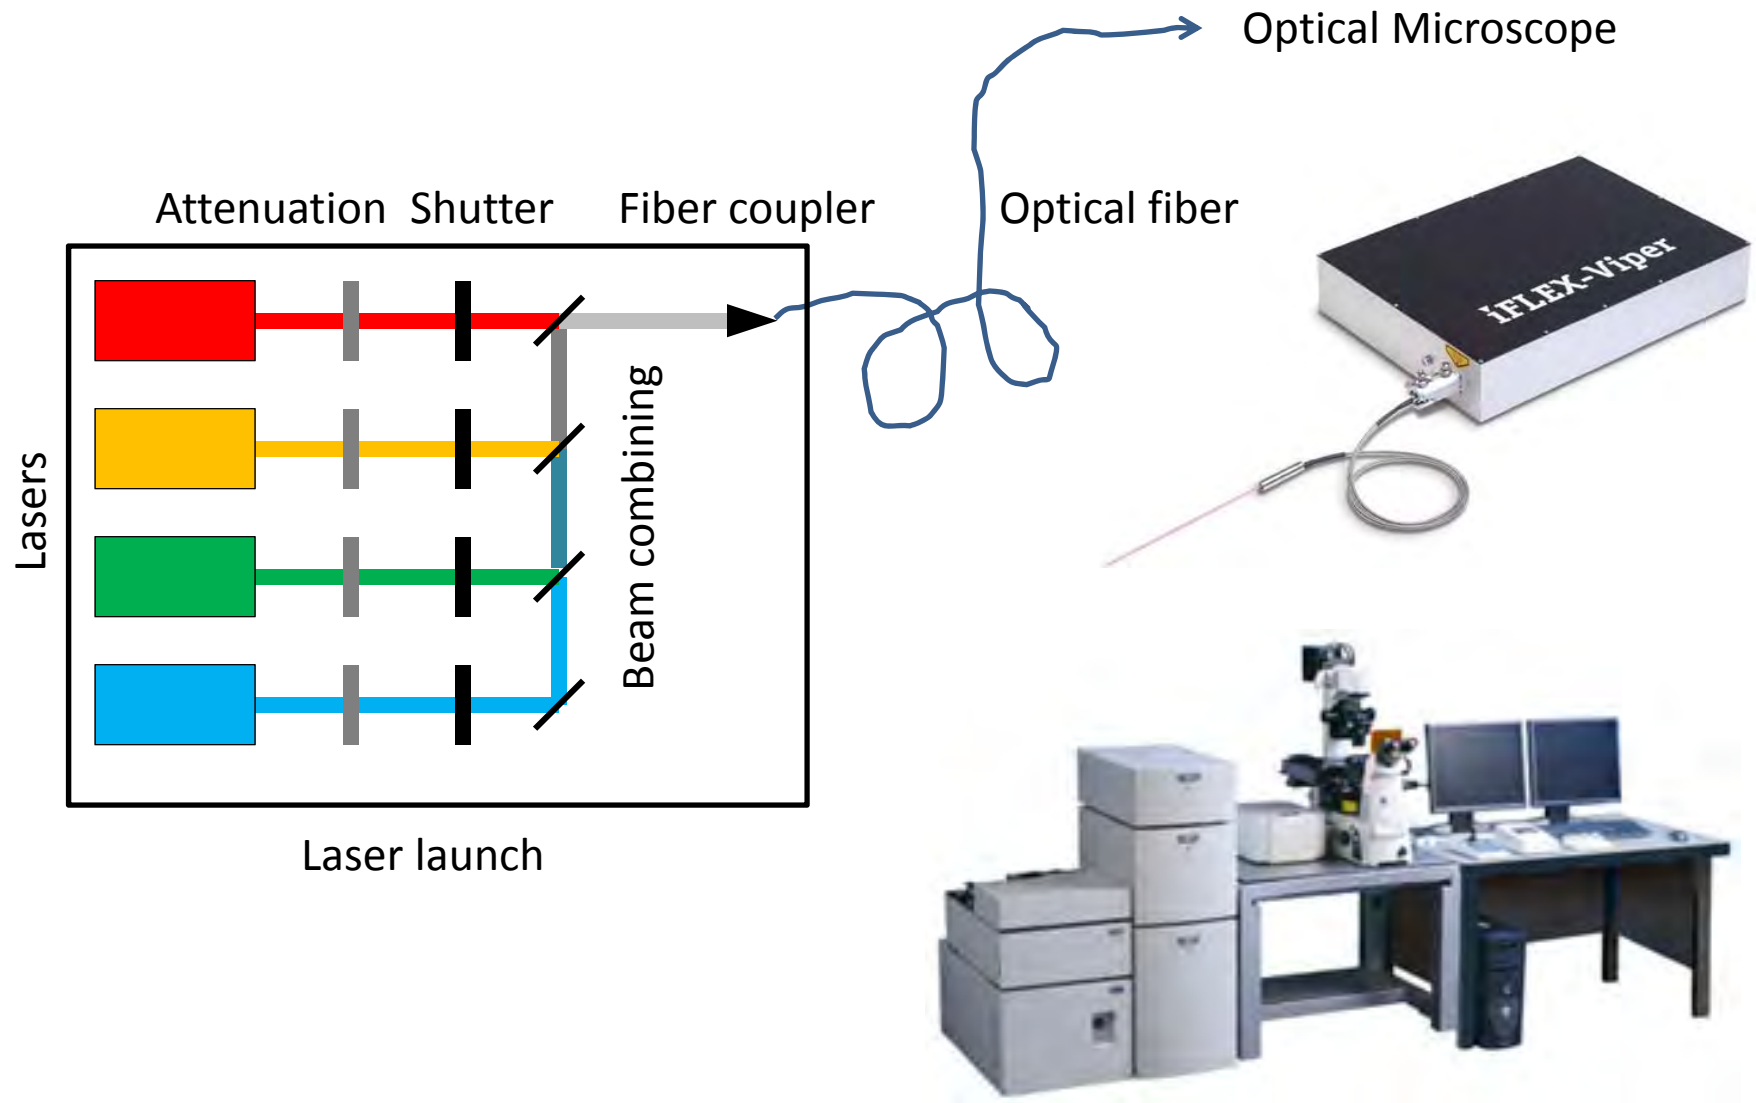 Optical Microscope
Attenuation
Shutter
Fiber coupler
Optical fiber
iFLEX-Viper
Lasers
Beam combining
Laser launch